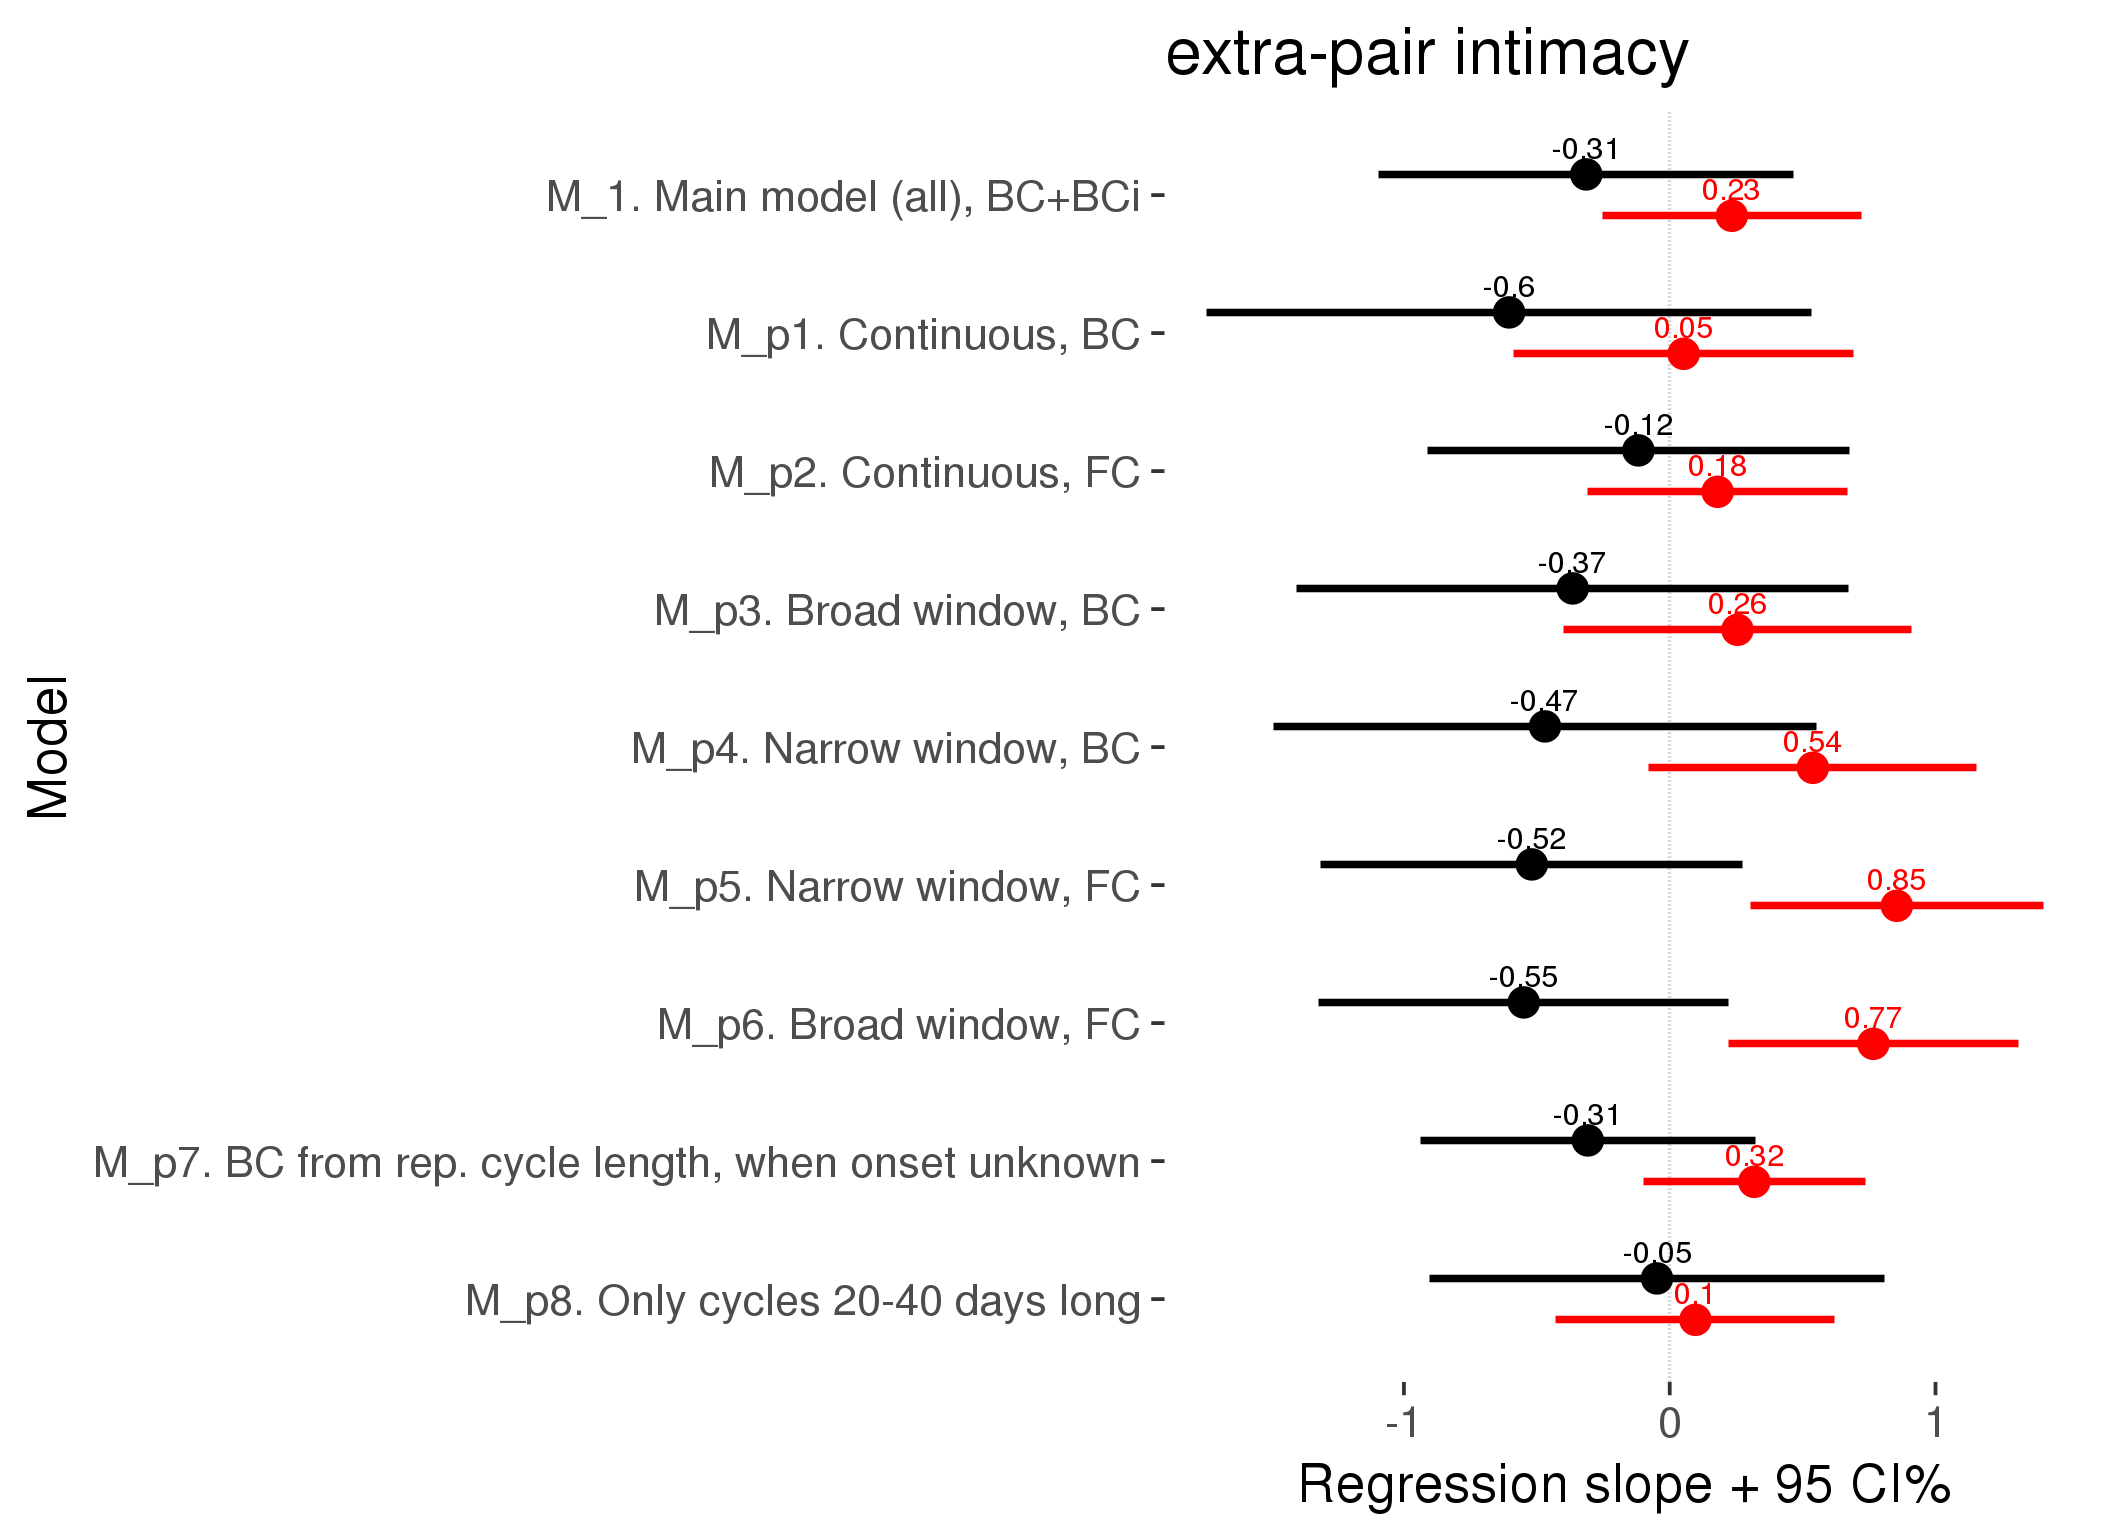 extra-pair intimacy
Model
M_1. Main model (all), BC+BCi
-0.31
0.23
M_p1. Continuous, BC
-0.6
0.05
M_p2. Continuous, FC
-0.12
0.18
M_p3. Broad window, BC
-0.37
0.26
M_p4. Narrow window, BC
-0.47
0.54
M_p5. Narrow window, FC
-0.52
0.85
M_p6. Broad window, FC
-0.55
0.77
M_p7. BC from rep. cycle length, when onset unknown
-0.31
0.32
M_p8. Only cycles 20-40 days long
-0.05
0.1
-1 0 1
Regression slope + 95 CI%